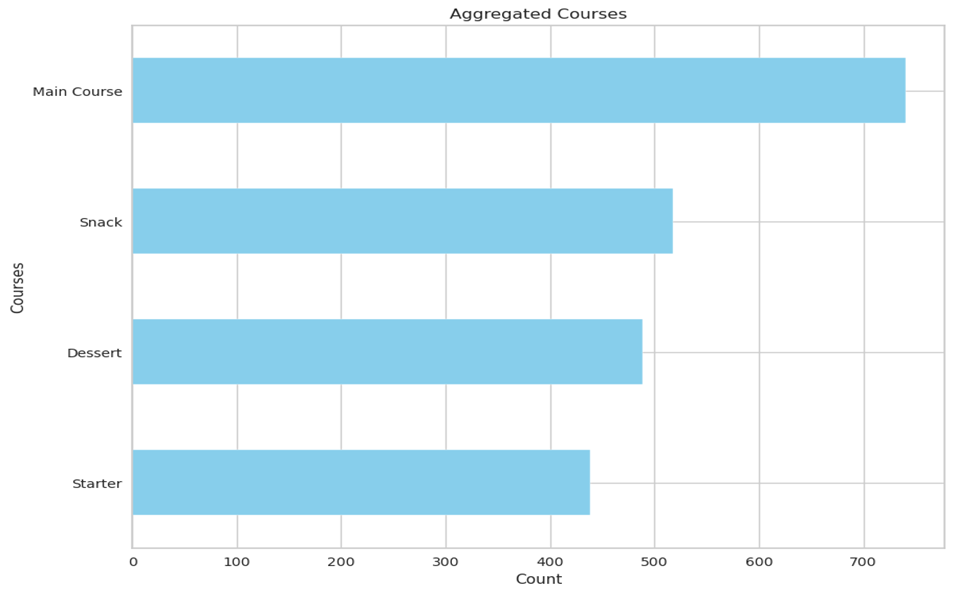 Aggregated Courses
Main Course
Snack
Dessert
Starter
Courses
0 100 200 300 400 500 600 700
Count